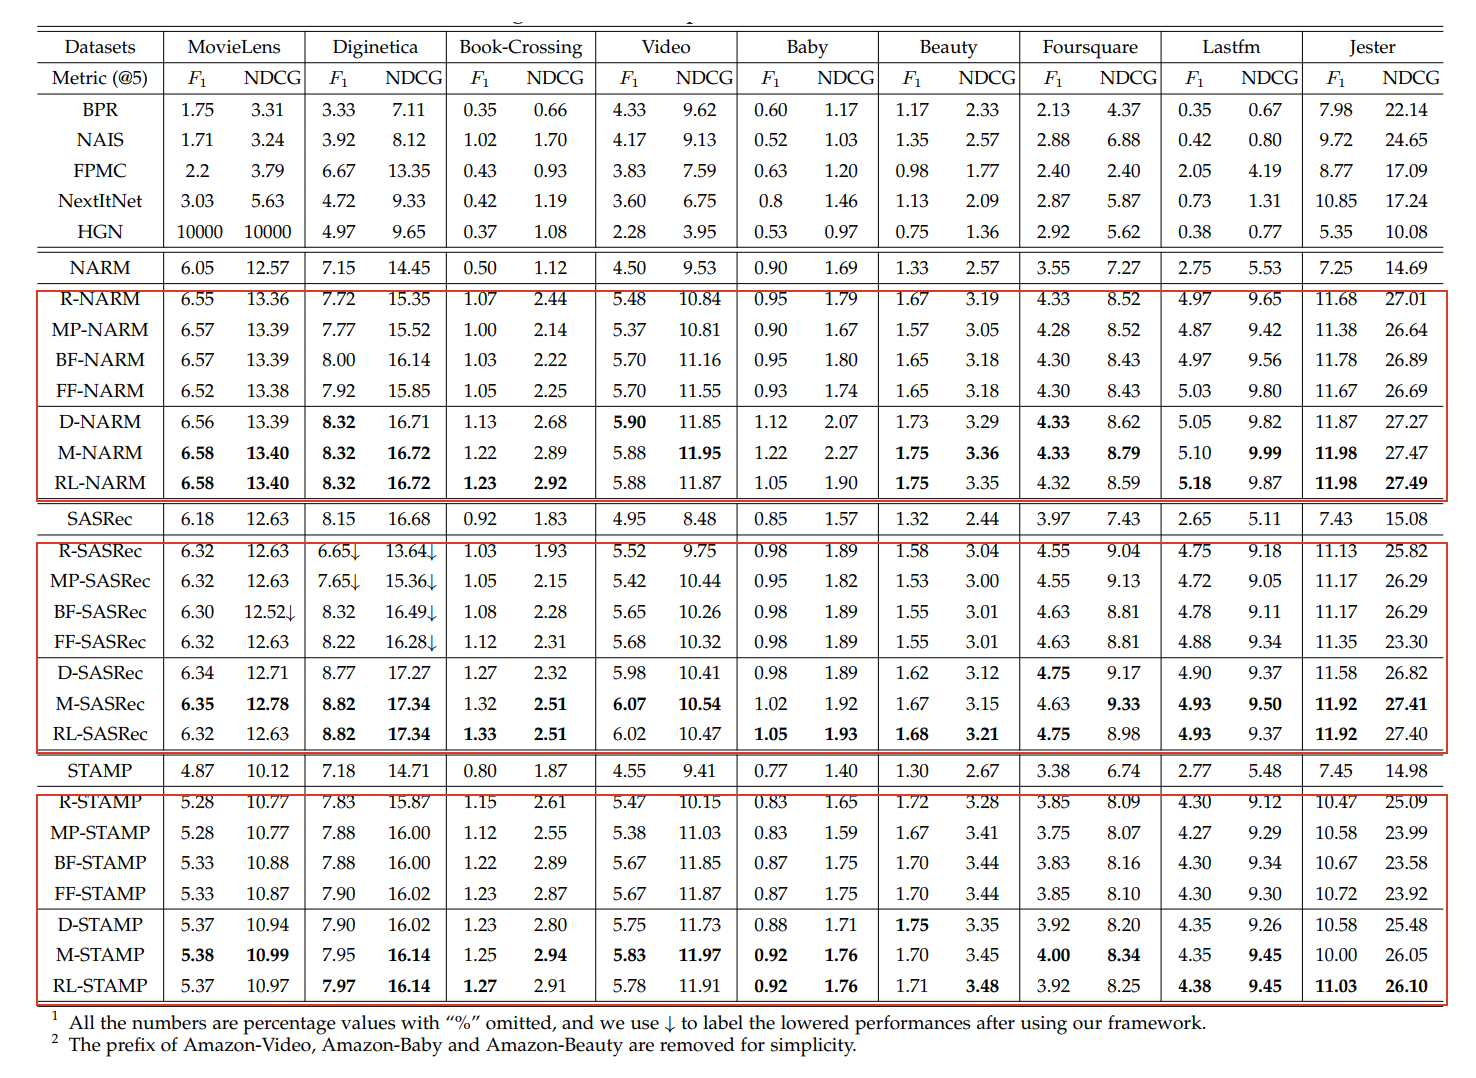 Datasets MovieLens Diginetica Book-Crossing Video Baby Beauty Foursquare Lastfm Jester
Metric (@5) F1 NDCG F1 NDCG F1 NDCG F1 NDCG F1 NDCG F1 NDCG F1 NDCG F1 NDCG F1 NDCG
BPR 1.75 3.31 3.33 7.11 0.35 0.66 4.33 9.62 0.60 1.17 1.17 2.33 2.13 4.37 0.35 0.67 7.98 22.14
NAIS 1.71 3.24 3.92 8.12 1.02 1.70 4.17 9.13 0.52 1.03 1.35 2.57 2.88 6.88 0.42 0.80 9.72 24.65
FPMC 2.2 3.79 6.67 13.35 0.43 0.93 3.83 7.59 0.63 1.20 0.98 1.77 2.40 2.40 2.05 4.19 8.77 17.09
NextItNet 3.03 5.63 4.72 9.33 0.42 1.19 3.60 6.75 0.8 1.46 1.13 2.09 2.87 5.87 0.73 1.31 10.85 17.24
HGN 10000 10000 4.97 9.65 0.37 1.08 2.28 3.95 0.53 0.97 0.75 1.36 2.92 5.62 0.38 0.77 5.35 10.08
NARM 6.05 12.57 7.15 14.45 0.50 1.12 4.50 9.53 0.90 1.69 1.33 2.57 3.55 7.27 2.75 5.53 7.25 14.69
R-NARM 6.55 13.36 7.72 15.35 1.07 2.44 5.48 10.84 0.95 1.79 1.67 3.19 4.33 8.52 4.97 9.65 11.68 27.01
MP-NARM 6.57 13.39 7.77 15.52 1.00 2.14 5.37 10.81 0.90 1.67 1.57 3.05 4.28 8.52 4.87 9.42 11.38 26.64
BF-NARM 6.57 13.39 8.00 16.14 1.03 2.22 5.70 11.16 0.95 1.80 1.65 3.18 4.30 8.43 4.97 9.56 11.78 26.89
FF-NARM 6.52 13.38 7.92 15.85 1.05 2.25 5.70 11.55 0.93 1.74 1.65 3.18 4.30 8.43 5.03 9.80 11.67 26.69
D-NARM 6.56 13.39 8.32 16.71 1.13 2.68 5.90 11.85 1.12 2.07 1.73 3.29 4.33 8.62 5.05 9.82 11.87 27.27
M-NARM 6.58 13.40 8.32 16.72 1.22 2.89 5.88 11.95 1.22 2.27 1.75 3.36 4.33 8.79 5.10 9.99 11.98 27.47
RL-NARM 6.58 13.40 8.32 16.72 1.23 2.92 5.88 11.87 1.05 1.90 1.75 3.35 4.32 8.59 5.18 9.87 11.98 27.49
SASRec 6.18 12.63 8.15 16.68 0.92 1.83 4.95 8.48 0.85 1.57 1.32 2.44 3.97 7.43 2.65 5.11 7.43 15.08
R-SASRec 6.32 12.63 6.65↓ 13.64↓ 1.03 1.93 5.52 9.75 0.98 1.89 1.58 3.04 4.55 9.04 4.75 9.18 11.13 25.82
MP-SASRec 6.32 12.63 7.65↓ 15.36↓ 1.05 2.15 5.42 10.44 0.95 1.82 1.53 3.00 4.55 9.13 4.72 9.05 11.17 26.29
BF-SASRec 6.30 12.52↓ 8.32 16.49↓ 1.08 2.28 5.65 10.26 0.98 1.89 1.55 3.01 4.63 8.81 4.78 9.11 11.17 26.29
FF-SASRec 6.32 12.63 8.22 16.28↓ 1.12 2.31 5.68 10.32 0.98 1.89 1.55 3.01 4.63 8.81 4.88 9.34 11.35 23.30
D-SASRec 6.34 12.71 8.77 17.27 1.27 2.32 5.98 10.41 0.98 1.89 1.62 3.12 4.75 9.17 4.90 9.37 11.58 26.82
M-SASRec 6.35 12.78 8.82 17.34 1.32 2.51 6.07 10.54 1.02 1.92 1.67 3.15 4.63 9.33 4.93 9.50 11.92 27.41
RL-SASRec 6.32 12.63 8.82 17.34 1.33 2.51 6.02 10.47 1.05 1.93 1.68 3.21 4.75 8.98 4.93 9.37 11.92 27.40
STAMP 4.87 10.12 7.18 14.71 0.80 1.87 4.55 9.41 0.77 1.40 1.30 2.67 3.38 6.74 2.77 5.48 7.45 14.98
R-STAMP 5.28 10.77 7.83 15.87 1.15 2.61 5.47 10.15 0.83 1.65 1.72 3.28 3.85 8.09 4.30 9.12 10.47 25.09
MP-STAMP 5.28 10.77 7.88 16.00 1.12 2.55 5.38 11.03 0.83 1.59 1.67 3.41 3.75 8.07 4.27 9.29 10.58 23.99
BF-STAMP 5.33 10.88 7.88 16.00 1.22 2.89 5.67 11.85 0.87 1.75 1.70 3.44 3.83 8.16 4.30 9.34 10.67 23.58
FF-STAMP 5.33 10.87 7.90 16.02 1.23 2.87 5.67 11.87 0.87 1.75 1.70 3.44 3.85 8.10 4.30 9.30 10.72 23.92
D-STAMP 5.37 10.94 7.90 16.02 1.23 2.80 5.75 11.73 0.88 1.71 1.75 3.35 3.92 8.20 4.35 9.26 10.58 25.48
M-STAMP 5.38 10.99 7.95 16.14 1.25 2.94 5.83 11.97 0.92 1.76 1.70 3.45 4.00 8.34 4.35 9.45 10.00 26.05
RL-STAMP 5.37 10.97 7.97 16.14 1.27 2.91 5.78 11.91 0.92 1.76 1.71 3.48 3.92 8.25 4.38 9.45 11.03 26.10
1 All the numbers are percentage values with “%” omitted, and we use ↓ to label the lowered performances after using our framework.
2 The prefix of Amazon-Video, Amazon-Baby and Amazon-Beauty are removed for simplicity.